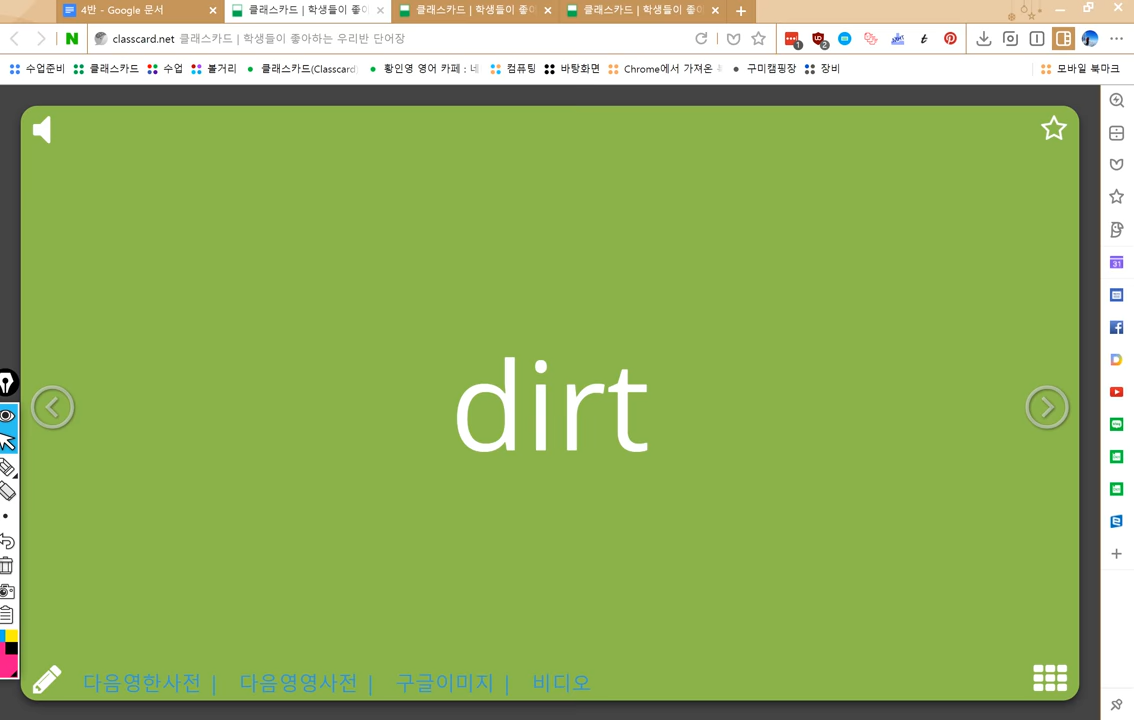 4반 - Google 문서
클래스카드 | 학생들이 좋아
클래스카드 | 학생들이 좋아
클래스카드 | 학생들이 좋아
N classcard.net 클래스카드 | 학생들이 좋아하는 우리반 단어장
수업준비 클래스카드 수업 볼거리 클래스카드(Classcard) 황인영 영어 카페 : 네 컴퓨팅 바탕화면 Chrome에서 가져온 구미캠핑장 장비 모바일 북마크
dirt
다음영한사전 | 다음영영사전 | 구글이미지 | 비디오